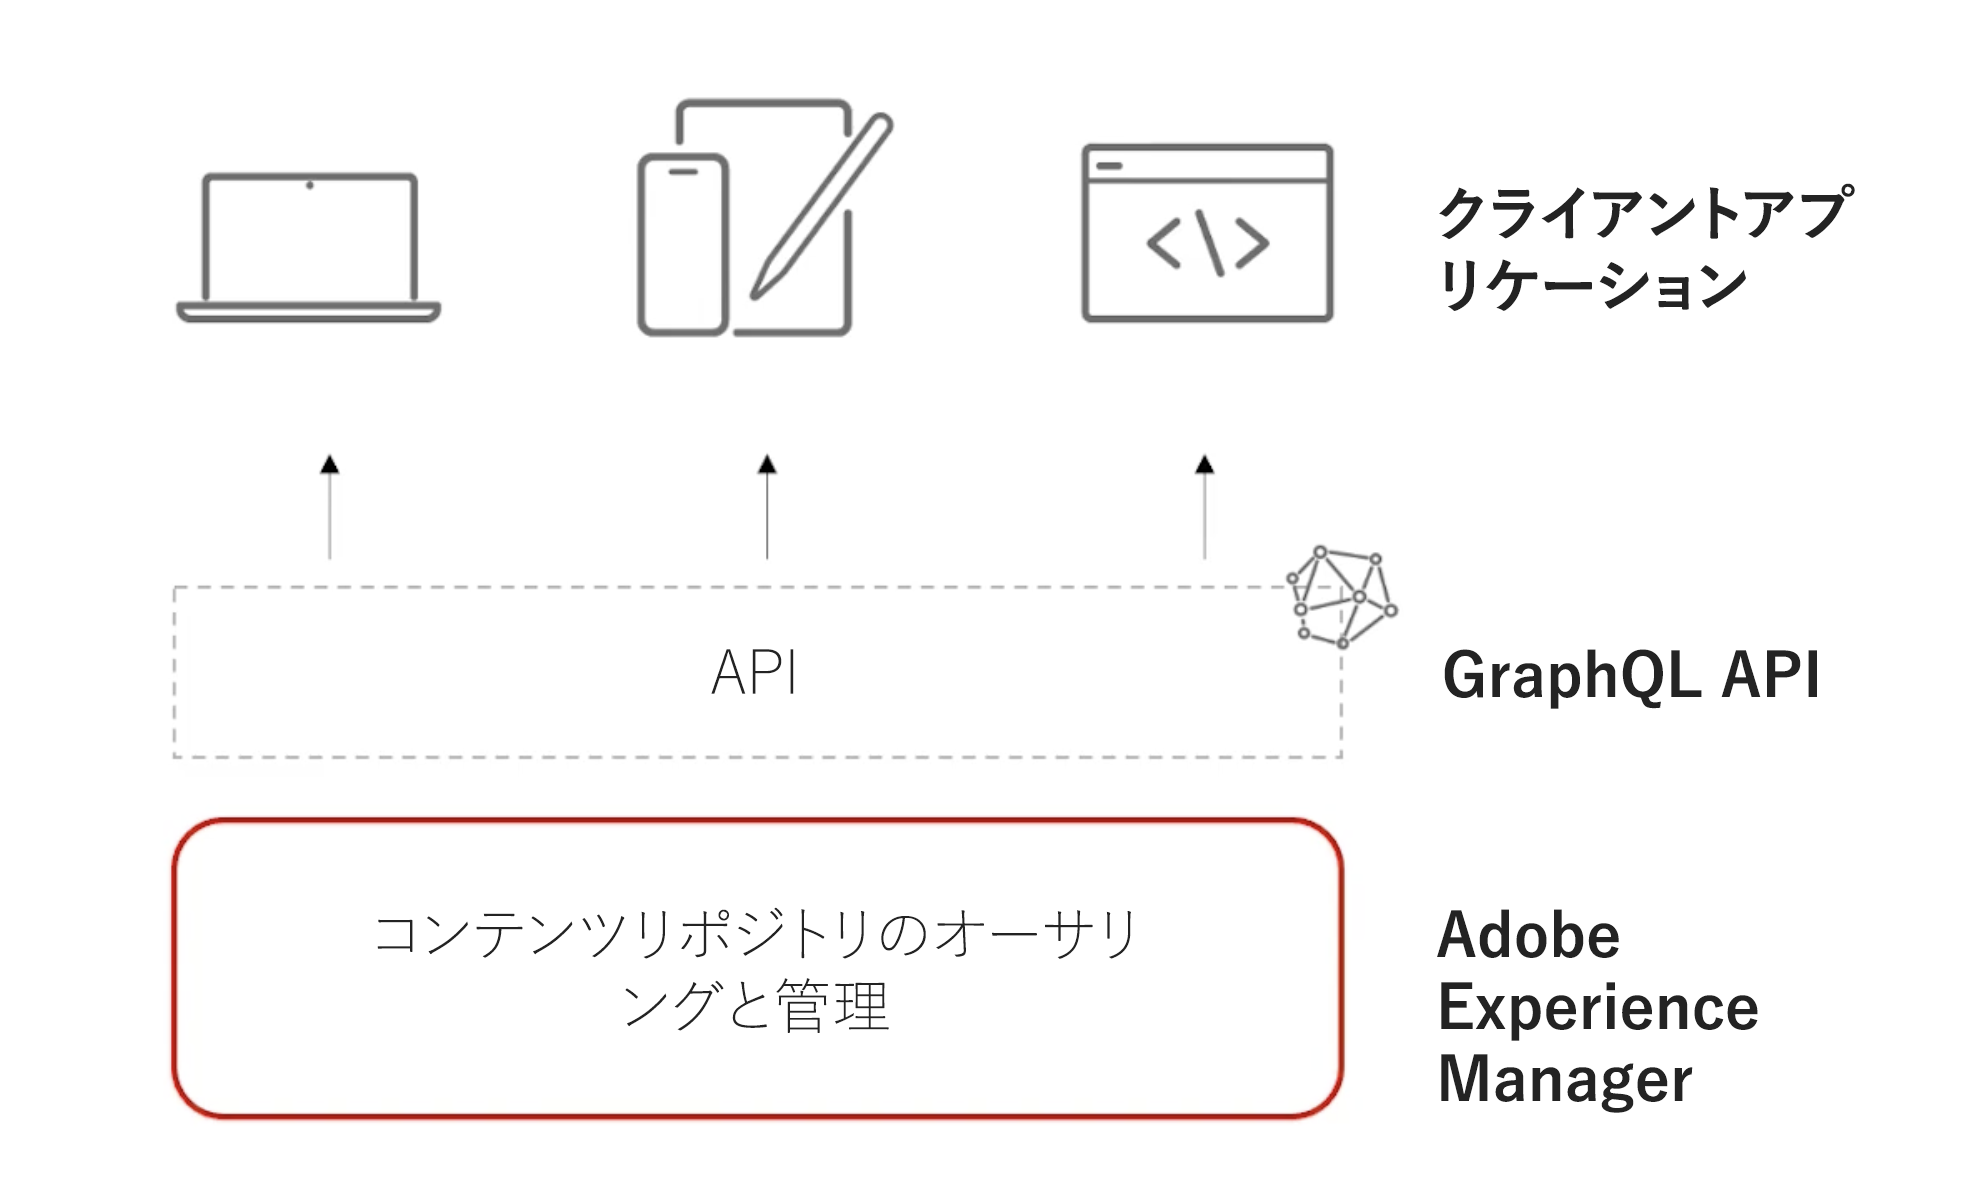 クライアントアプ
リケーション
API
GraphQL API
コンテンツリポジトリのオーサリ
ングと管理
Adobe
Experience
Manager